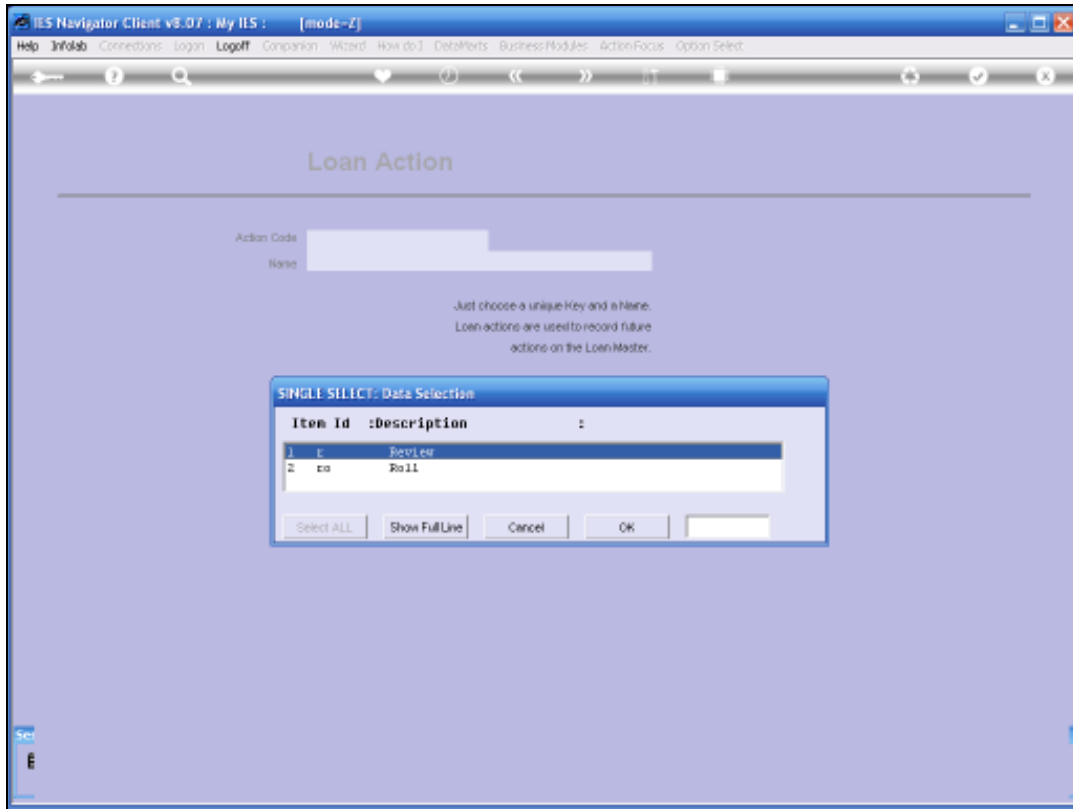 IES Navigator Client v8.07 : My IES : [mode=Z]
Help Infolab Connections Logon Logoff Companion Wizard How do I DataMarts Business Modules Action Focus Option Select
Loan Action
Action Code
Name
Just choose a unique Key and a Name.
Loan actions are used to record future
actions on the Loan Master.
SINGLE SELECT: Data Selection
Item Id :Description :
1 r Review
2 ro Roll
Select ALL Show Full Line Cancel OK